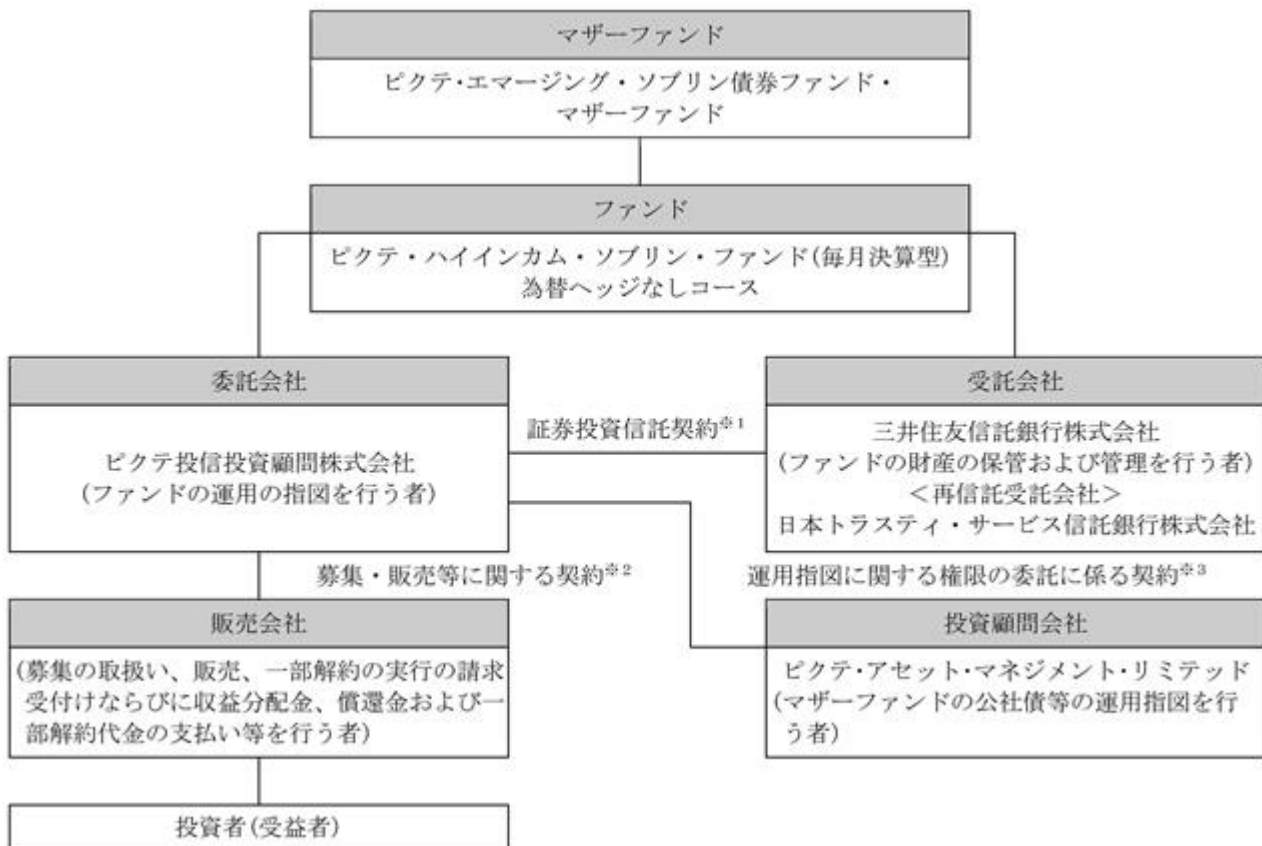 マザーファンド
ピクテ・エマージング・ソブリン債券ファンド・
マザーファンド
ファンド
ピクテ・ハイインカム・ソブリン・ファンド(毎月決算型)
為替ヘッジなしコース
委託会社
ピクテ投信投資顧問株式会社
(ファンドの運用の指図を行う者)
証券投資信託契約※1
受託会社
三井住友信託銀行株式会社
(ファンドの財産の保管および管理を行う者)
＜再信託受託会社＞
日本トラスティ・サービス信託銀行株式会社
募集・販売等に関する契約※2
運用指図に関する権限の委託に係る契約※3
販売会社
(募集の取扱い、販売、一部解約の実行の請求
受付けならびに収益分配金、償還金および一
部解約代金の支払い等を行う者)
投資顧問会社
ピクテ・アセット・マネジメント・リミテッド
(マザーファンドの公社債等の運用指図を行
う者)
投資者(受益者)